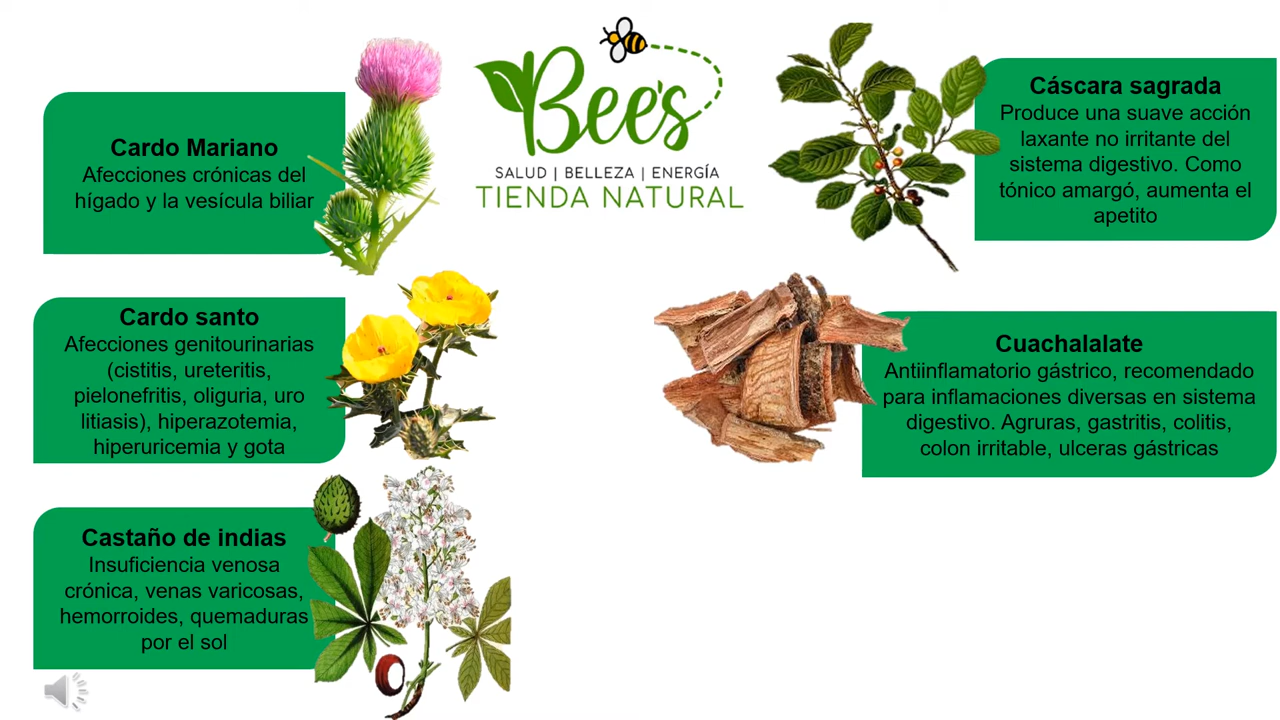 Bee's
SALUD | BELLEZA | ENERGÍA
TIENDA NATURAL
Cardo Mariano
Afecciones crónicas del
hígado y la vesícula biliar
Cardo santo
Afecciones genitourinarias
(cistitis, ureteritis,
pielonefritis, oliguria, uro
litiasis), hiperazotemia,
hiperuricemia y gota
Castaño de indias
Insuficiencia venosa
crónica, venas varicosas,
hemorroides, quemaduras
por el sol
Cáscara sagrada
Produce una suave acción
laxante no irritante del
sistema digestivo. Como
tónico amargó, aumenta el
apetito
Cuachalalate
Antiinflamatorio gástrico, recomendado
para inflamaciones diversas en sistema
digestivo. Agruras, gastritis, colitis,
colon irritable, ulceras gástricas